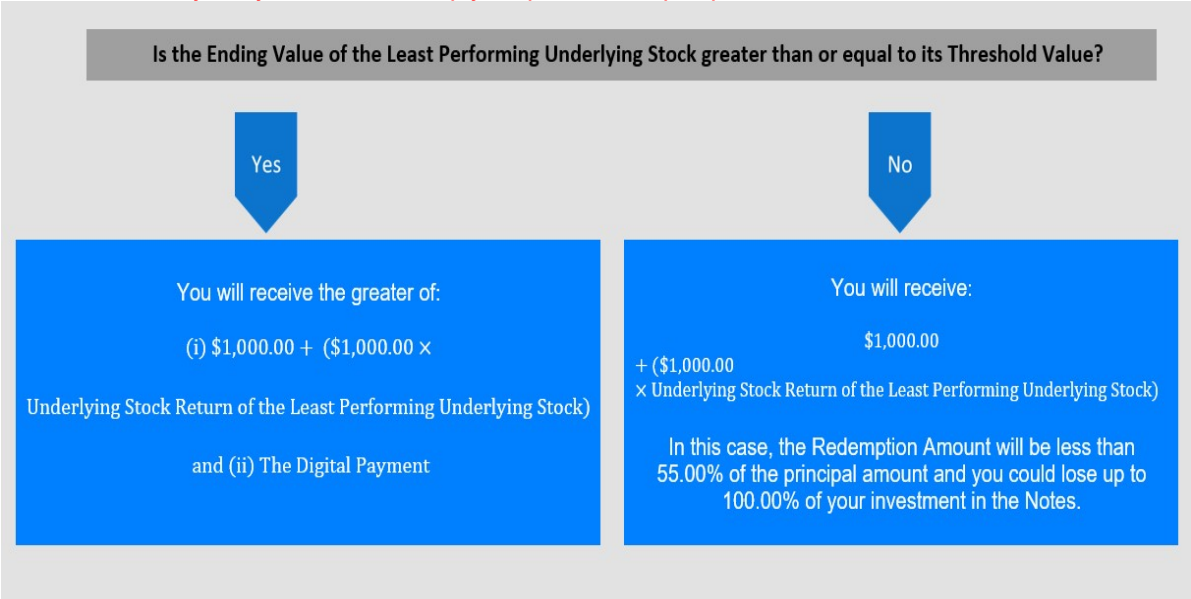 Is the Ending Value of the Least Performing Underlying Stock greater than or equal to its Threshold Value?
Yes
No
You will receive the greater of:
(i) $1,000.00 + ($1,000.00 ×
Underlying Stock Return of the Least Performing Underlying Stock)
and (ii) The Digital Payment
You will receive:
$1,000.00
+ ($1,000.00
× Underlying Stock Return of the Least Performing Underlying Stock)
In this case, the Redemption Amount will be less than
55.00% of the principal amount and you could lose up to
100.00% of your investment in the Notes.